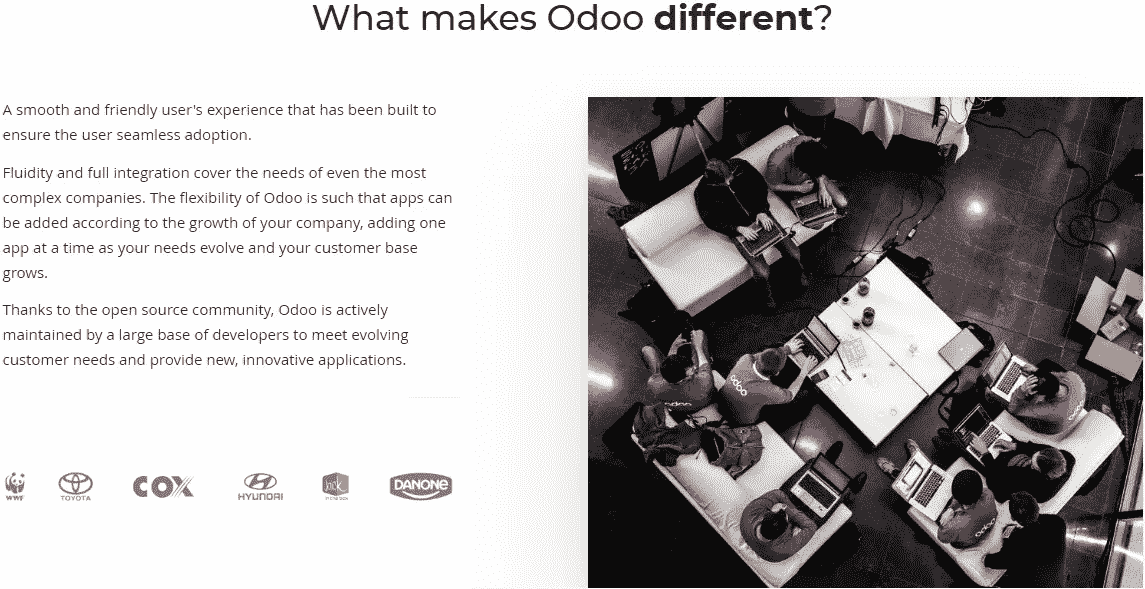 What makes Odoo different?
A smooth and friendly user's experience that has been built to
ensure the user seamless adoption.
Fluidity and full integration cover the needs of even the most
complex companies. The flexibility of Odoo is such that apps can
be added according to the growth of your company, adding one
app at a time as your needs evolve and your customer base
grows.
Thanks to the open source community, Odoo is actively
maintained by a large base of developers to meet evolving
customer needs and provide new, innovative applications.
WWF TOYOTA COX HYUNDAI Jack DANONE
odoo
odoo
odoo
odoo